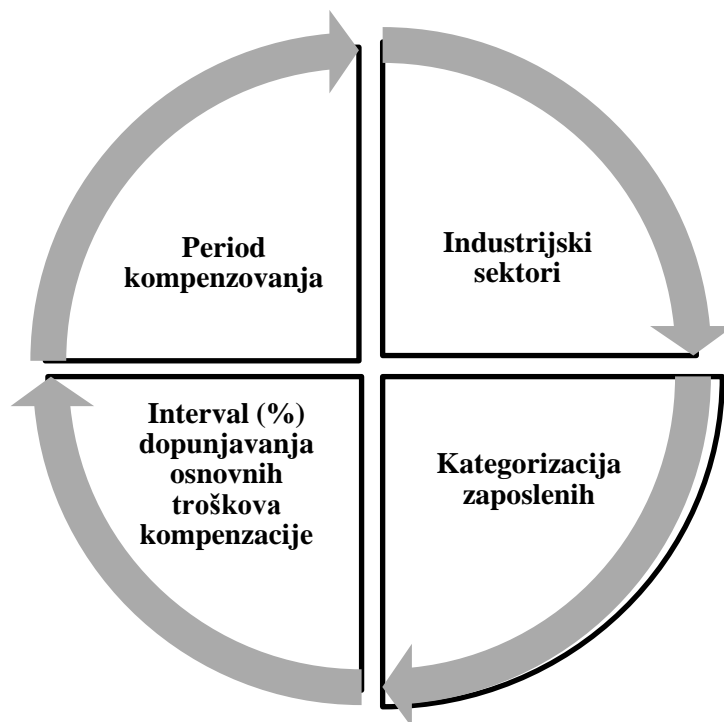 Period
kompenzovanja
Industrijski
sektori
Interval (%)
dopunjavanja
osnovnih
troškova
kompenzacije
Kategorizacija
zaposlenih